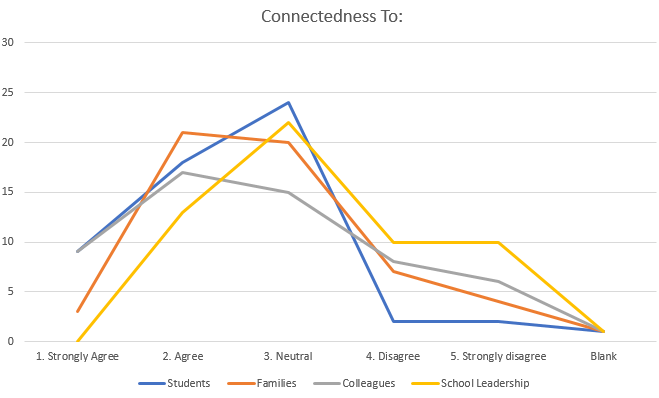 Connectedness To:
30
25
20
15
10
5
0
1. Strongly Agree 2. Agree 3. Neutral 4. Disagree 5. Strongly disagree Blank
Students Families Colleagues School Leadership